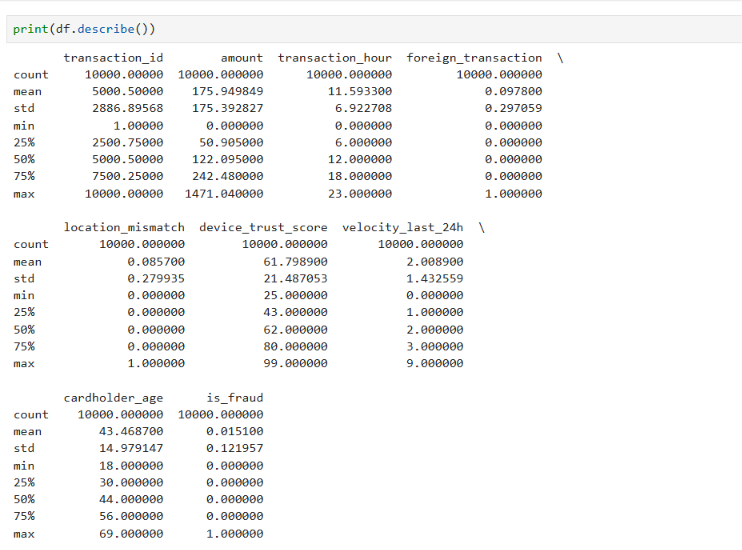 print(df.describe())
transaction_id amount transaction_hour foreign_transaction \
count 10000.00000 10000.000000 10000.000000 10000.000000
mean 5000.50000 175.949849 11.593300 0.097800
std 2886.89568 175.392827 6.922708 0.297059
min 1.00000 0.000000 0.000000 0.000000
25% 2500.75000 50.905000 6.000000 0.000000
50% 5000.50000 122.095000 12.000000 0.000000
75% 7500.25000 242.480000 18.000000 0.000000
max 10000.00000 1471.040000 23.000000 1.000000
location_mismatch device_trust_score velocity_last_24h \
count 10000.000000 10000.000000 10000.000000
mean 0.085700 61.798900 2.008900
std 0.279935 21.487053 1.432559
min 0.000000 25.000000 0.000000
25% 0.000000 43.000000 1.000000
50% 0.000000 62.000000 2.000000
75% 0.000000 80.000000 3.000000
max 1.000000 99.000000 9.000000
cardholder_age is_fraud
count 10000.000000 10000.000000
mean 43.468700 0.015100
std 14.979147 0.121957
min 18.000000 0.000000
25% 30.000000 0.000000
50% 44.000000 0.000000
75% 56.000000 0.000000
max 69.000000 1.000000